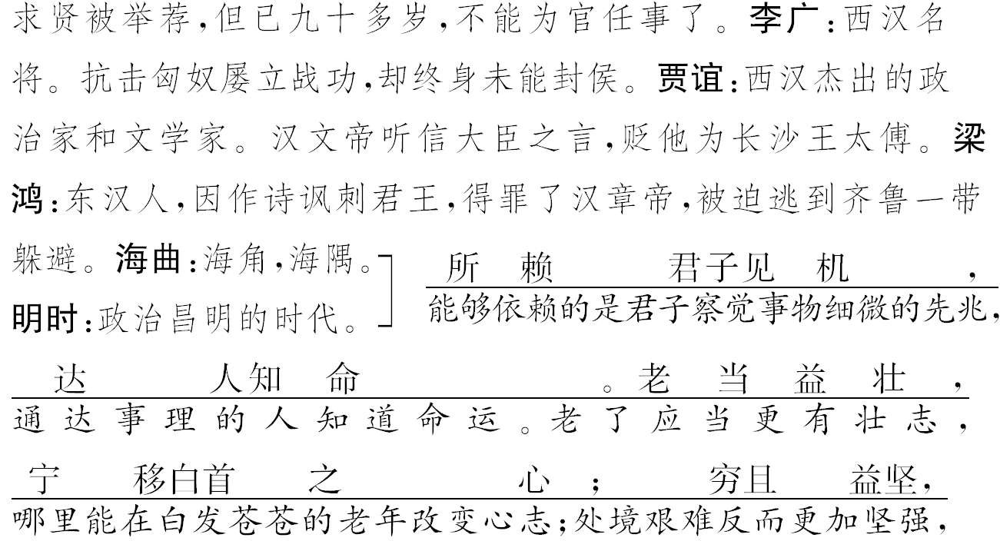 求贤被举荐,但已九十多岁,不能为官任事了。李广:西汉名
将。抗击匈奴屡立战功,却终身未能封侯。贾谊:西汉杰出的政
治家和文学家。汉文帝听信大臣之言,贬他为长沙王太傅。梁
鸿:东汉人,因作诗讽刺君王,得罪了汉章帝,被迫逃到齐鲁一带
躲避。海曲:海角,海隅。
明时:政治昌明的时代。
所赖君子见机,
能够依赖的是君子察觉事物细微的先兆,
达人知命。老当益壮,
通达事理的人知道命运。老了应当更有壮志,
宁移白首之心;穷且益坚,
哪里能在白发苍苍的老年改变心志;处境艰难反而更加坚强,